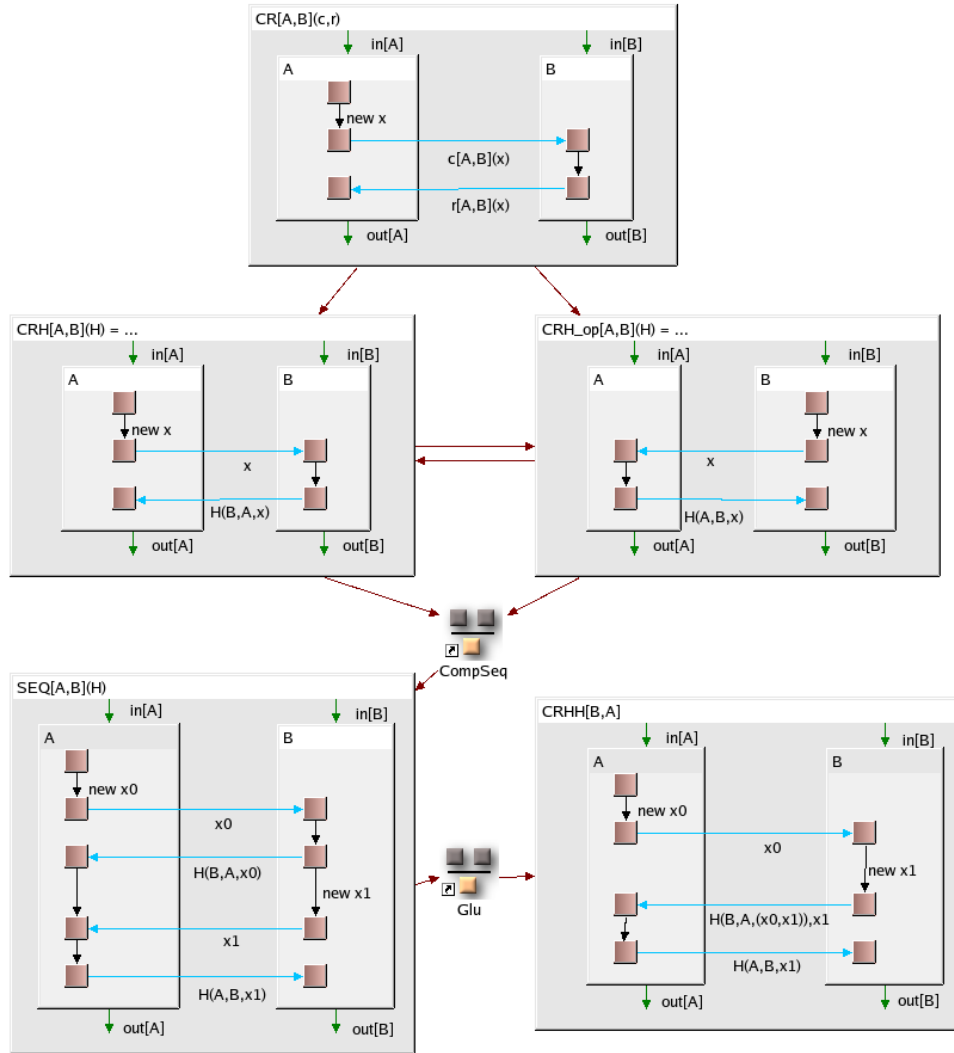 CR[A,B](c,r)
in[A]
in[B]
A
B
new x
c[A,B](x)
r[A,B](x)
out[A]
out[B]
CRH[A,B](H) = ...
in[A]
in[B]
A
B
new x
x
H(B,A,x)
out[A]
out[B]
CRH_op[A,B](H) = ...
in[A]
in[B]
A
B
new x
x
H(A,B,x)
out[A]
out[B]
CompSeq
SEQ[A,B](H)
in[A]
in[B]
A
B
new x0
x0
H(B,A,x0)
new x1
x1
H(A,B,x1)
out[A]
out[B]
Glu
CRHH[B,A]
in[A]
in[B]
A
B
new x0
x0
new x1
H(B,A,(x0,x1)),x1
H(A,B,x1)
out[A]
out[B]